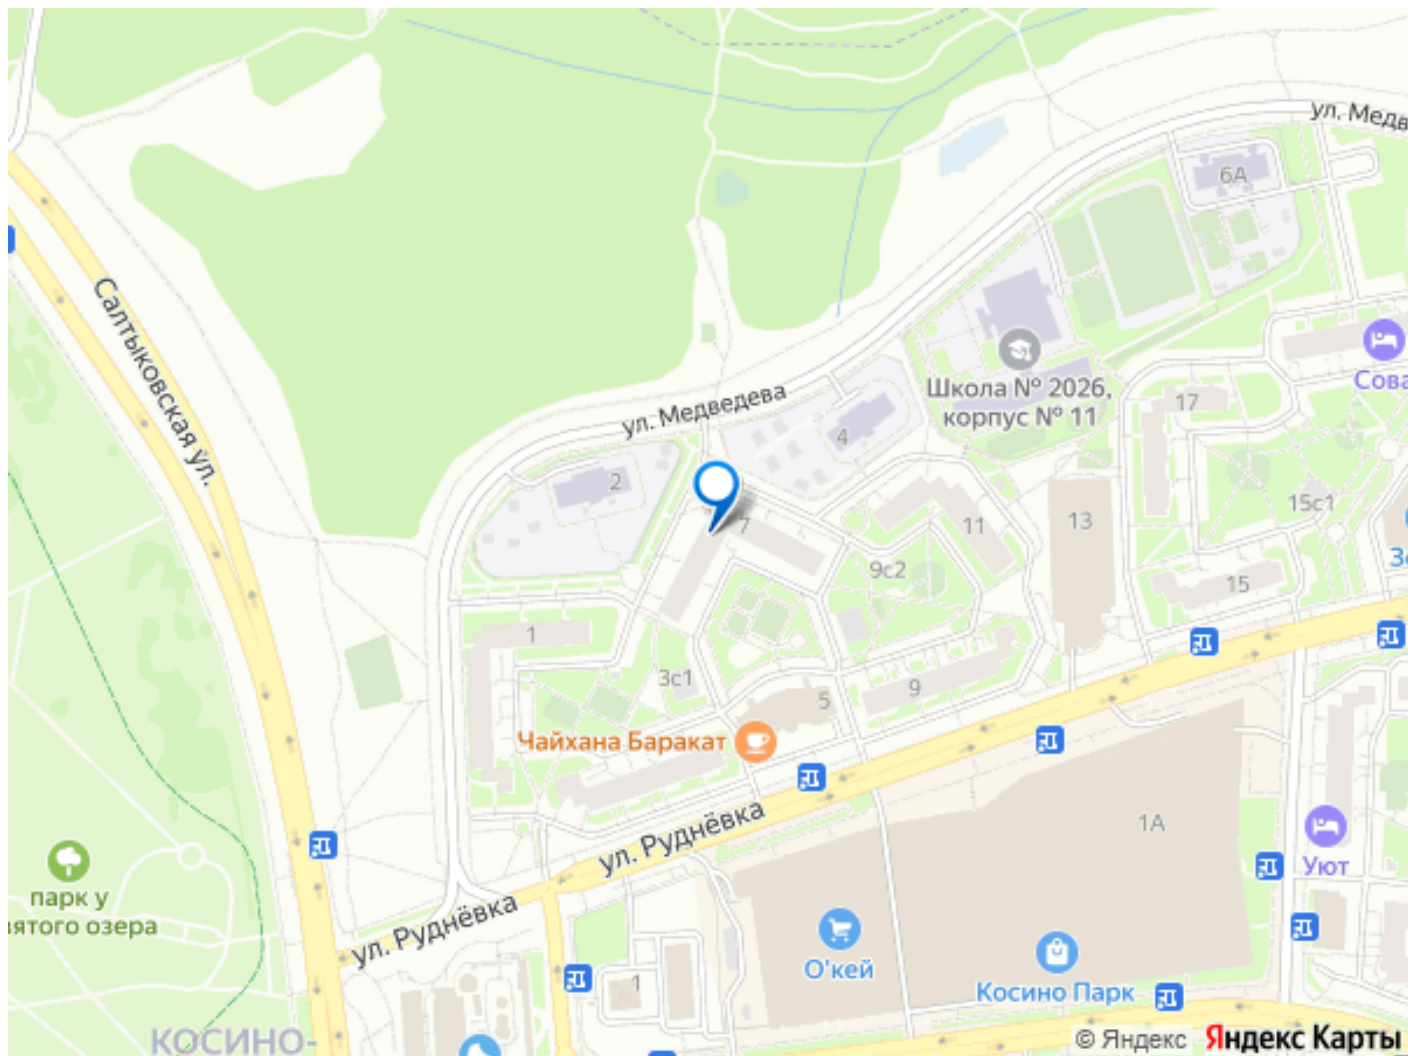 ул. Медв
6А
Салтыковская ул.
Сова
Школа № 2026,
корпус № 11
17
ул. Медведева
4
2
15с1
7
11
13
Зе
9с2
15
1
3с1
9
5
Чайхана Баракат
1А
ул. Руднёвка
Уют
парк у
вятого озера
ул. Руднёвка
О'кей
1
Косино Парк
КОСИНО-
© Яндекс Яндекс Карты